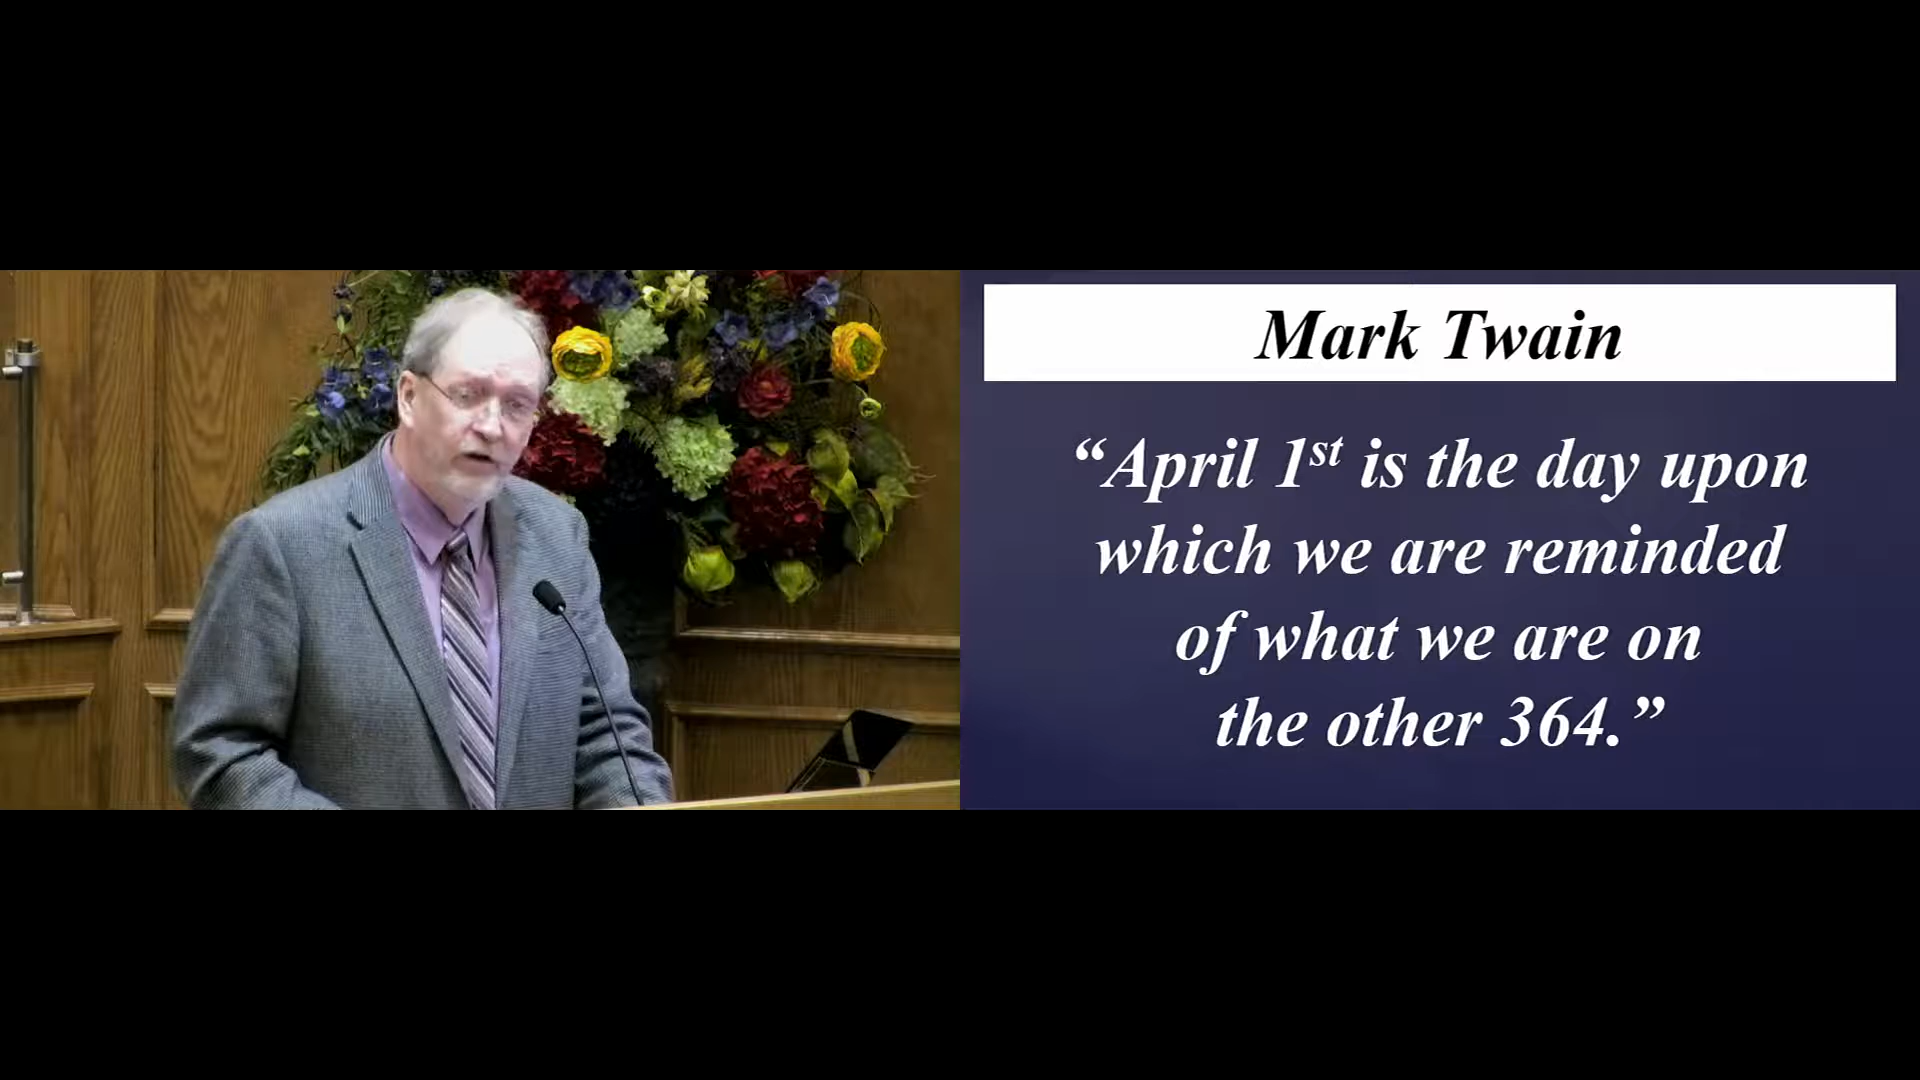 Mark Twain
“April 1st is the day upon
which we are reminded
of what we are on
the other 364.”